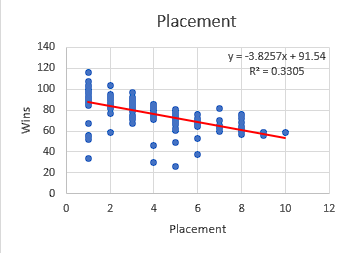 Placement
y = -3.8257x + 91.54
R² = 0.3305
140
120
100
80
60
40
20
0
Wins
0 2 4 6 8 10 12
Placement